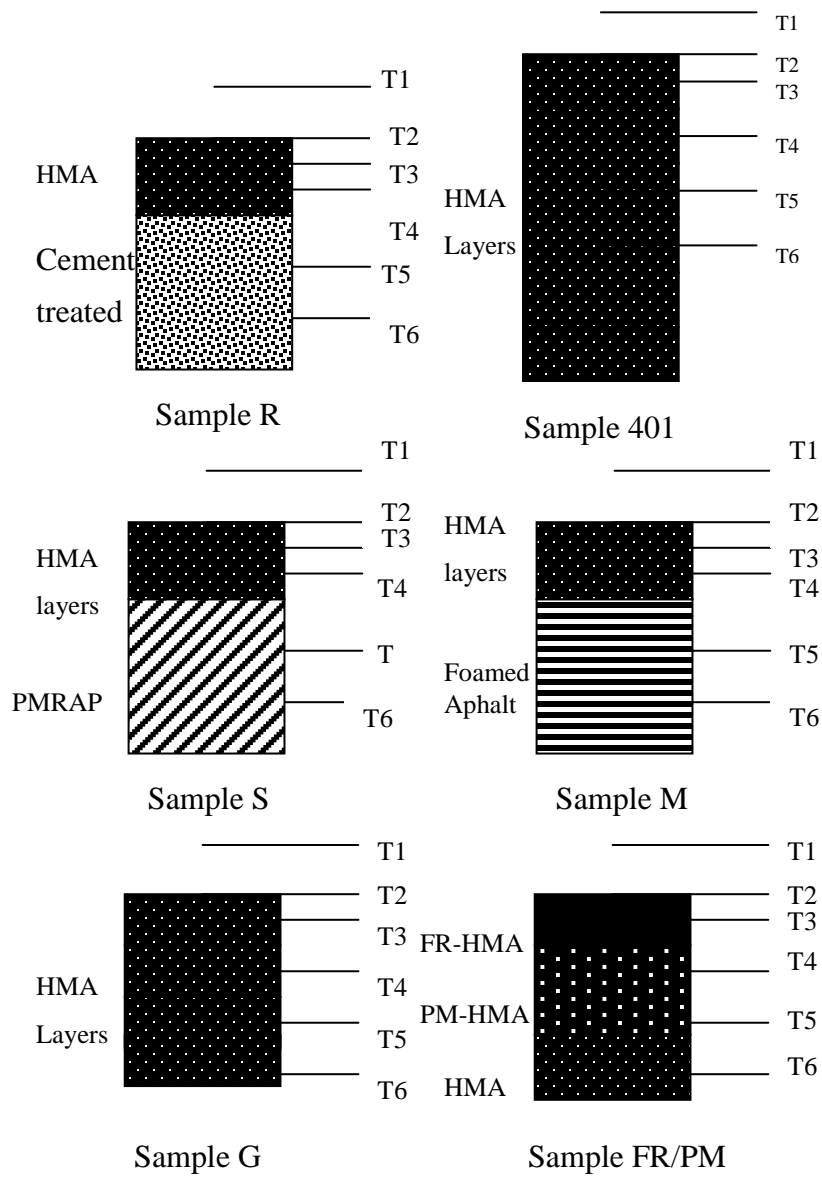 T1
T2
HMA
T3
T4
Cement
treated
T5
T6
Sample R
T1
T2
T3
T4
HMA
Layers
T5
T6
Sample 401
T1
T2
T3
HMA
layers
T4
T
PMRAP
T6
Sample S
T1
T2
HMA
layers
T3
T4
T5
Foamed
Aphalt
T6
Sample M
T1
T2
T3
HMA
Layers
T4
T5
T6
Sample G
T1
T2
T3
FR-HMA
T4
PM-HMA
T5
T6
HMA
Sample FR/PM